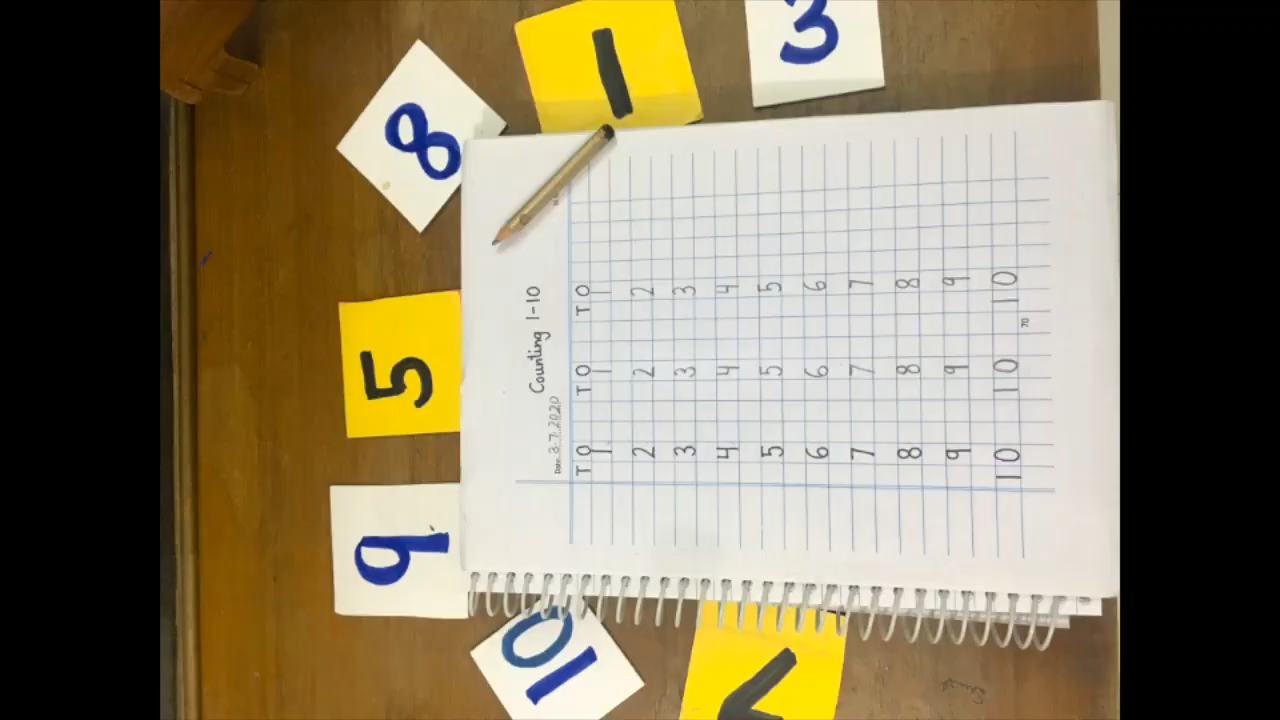 9
5
8
10
1
3
Counting 1-10
Date: 3.7.2020
T O T O T O
1 1 1
2 2 2
3 3 3
4 4 4
5 5 5
6 6 6
7 7 7
8 8 8
9 9 9
10 10 10
70